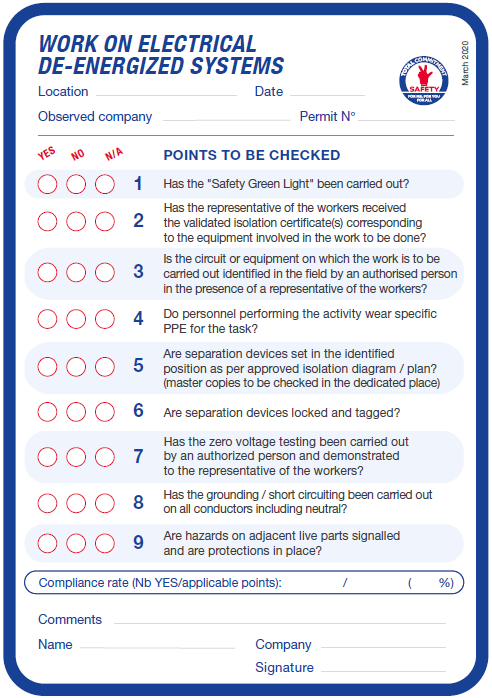 WORK ON ELECTRICAL
DE-ENERGIZED SYSTEMS
Location Date
Observed company Permit N°
March 2020
TOTAL COMMITMENT
SAFETY
FOR ME, FOR YOU
FOR ALL
YES NO N/A POINTS TO BE CHECKED
1 Has the "Safety Green Light" been carried out?
2 Has the representative of the workers received
the validated isolation certificate(s) corresponding
to the equipment involved in the work to be done?
3 Is the circuit or equipment on which the work is to be
carried out identified in the field by an authorised person
in the presence of a representative of the workers?
4 Do personnel performing the activity wear specific
PPE for the task?
5 Are separation devices set in the identified
position as per approved isolation diagram / plan?
(master copies to be checked in the dedicated place)
6 Are separation devices locked and tagged?
7 Has the zero voltage testing been carried out
by an authorized person and demonstrated
to the representative of the workers?
8 Has the grounding / short circuiting been carried out
on all conductors including neutral?
9 Are hazards on adjacent live parts signalled
and are protections in place?
Compliance rate (Nb YES/applicable points): / ( %)
Comments
Name Company
Signature